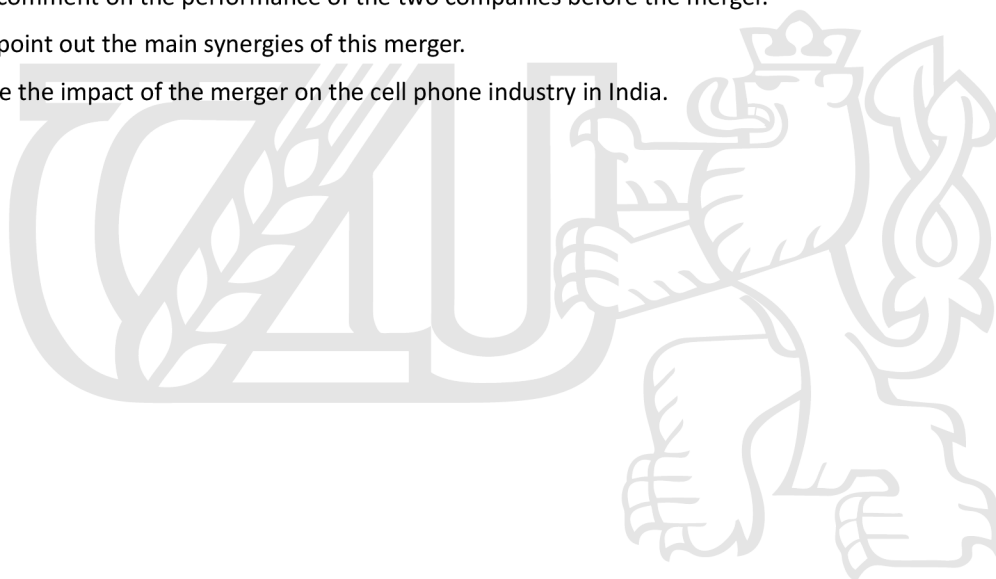 comment on the performance of the two companies before the merger.
point out the main synergies of this merger.
e the impact of the merger on the cell phone industry in India.
CZU